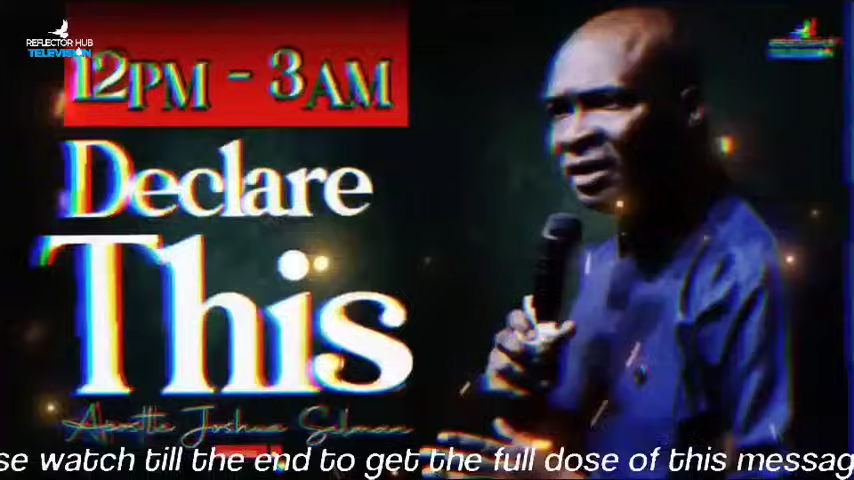 REFLECTOR HUB
TELEVISION
12PM - 3AM
Declare
This
Apostle Joshua Selman
se watch till the end to get the full dose of this messag